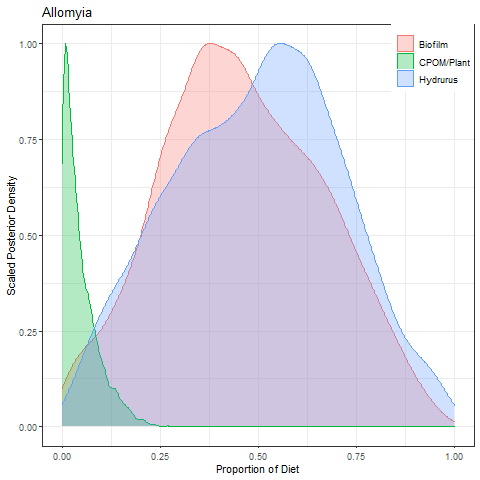 Allomyia
Biofilm
CPOM/Plant
Hydrurus
1.00
0.75
0.50
0.25
0.00
Scaled Posterior Density
0.00 0.25 0.50 0.75 1.00
Proportion of Diet